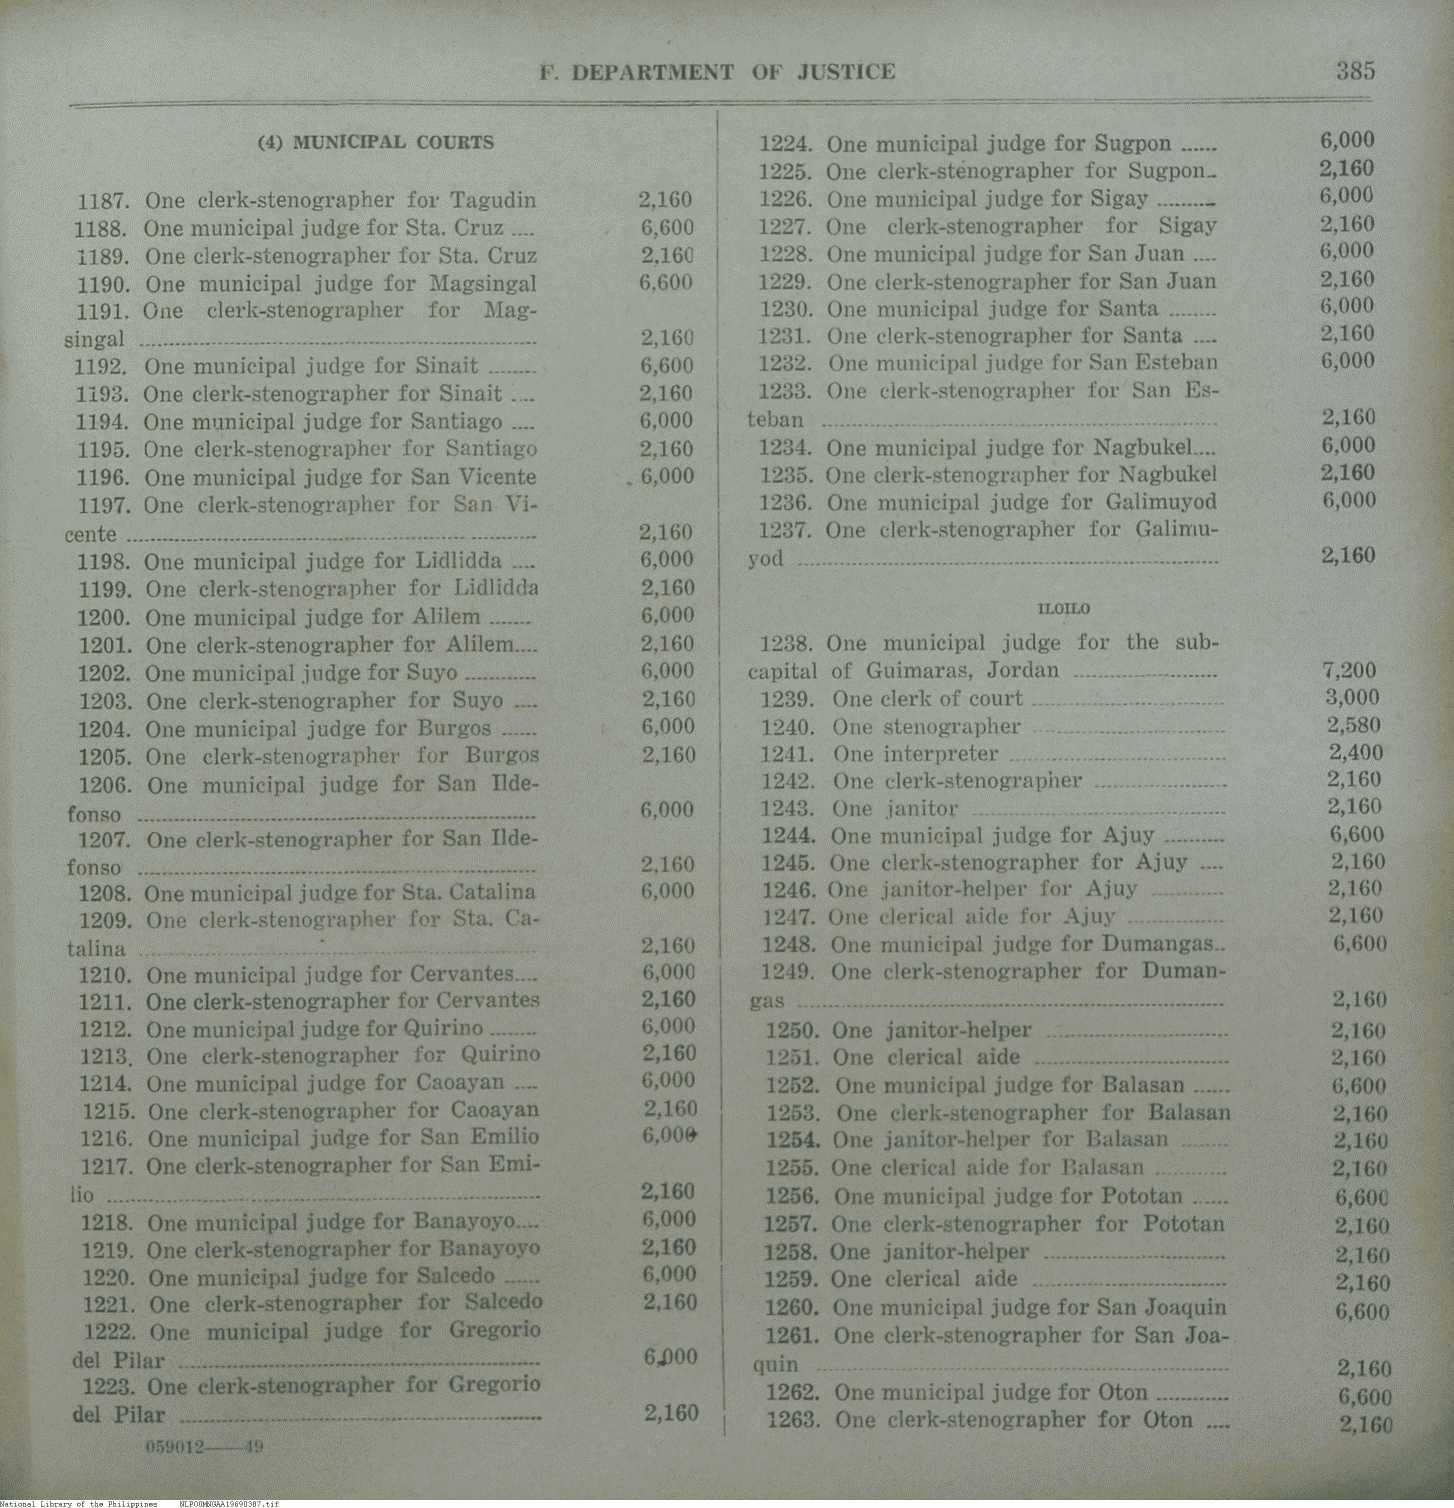 F. DEPARTMENT OF JUSTICE 385
(4) MUNICIPAL COURTS
1187. One clerk-stenographer for Tagudin 2,160
1188. One municipal judge for Sta. Cruz .... 6,600
1189. One clerk-stenographer for Sta. Cruz 2,160
1190. One municipal judge for Magsingal 6,600
1191. One clerk-stenographer for Mag-
singal ........ 2,160
1192. One municipal judge for Sinait ........ 6,600
1193. One clerk-stenographer for Sinait .... 2,160
1194. One municipal judge for Santiago .... 6,000
1195. One clerk-stenographer for Santiago 2,160
1196. One municipal judge for San Vicente 6,000
1197. One clerk-stenographer for San Vi-
cente ........ 2,160
1198. One municipal judge for Lidlidda .... 6,000
1199. One clerk-stenographer for Lidlidda 2,160
1200. One municipal judge for Alilem ....... 6,000
1201. One clerk-stenographer for Alilem.... 2,160
1202. One municipal judge for Suyo ............ 6,000
1203. One clerk-stenographer for Suyo .... 2,160
1204. One municipal judge for Burgos ...... 6,000
1205. One clerk-stenographer for Burgos 2,160
1206. One municipal judge for San Ilde-
fonso ........ 6,000
1207. One clerk-stenographer for San Ilde-
fonso ........ 2,160
1208. One municipal judge for Sta. Catalina 6,000
1209. One clerk-stenographer for Sta. Ca-
talina ........ 2,160
1210. One municipal judge for Cervantes.... 6,000
1211. One clerk-stenographer for Cervantes 2,160
1212. One municipal judge for Quirino ........ 6,000
1213. One clerk-stenographer for Quirino 2,160
1214. One municipal judge for Caoayan .... 6,000
1215. One clerk-stenographer for Caoayan 2,160
1216. One municipal judge for San Emilio 6,000
1217. One clerk-stenographer for San Emi-
lio ........ 2,160
1218. One municipal judge for Banayoyo.... 6,000
1219. One clerk-stenographer for Banayoyo 2,160
1220. One municipal judge for Salcedo ...... 6,000
1221. One clerk-stenographer for Salcedo 2,160
1222. One municipal judge for Gregorio
del Pilar ........ 6,000
1223. One clerk-stenographer for Gregorio
del Pilar ........ 2,160
059012——49
1224. One municipal judge for Sugpon ...... 6,000
1225. One clerk-stenographer for Sugpon.. 2,160
1226. One municipal judge for Sigay .......... 6,000
1227. One clerk-stenographer for Sigay 2,160
1228. One municipal judge for San Juan .... 6,000
1229. One clerk-stenographer for San Juan 2,160
1230. One municipal judge for Santa ........ 6,000
1231. One clerk-stenographer for Santa .... 2,160
1232. One municipal judge for San Esteban 6,000
1233. One clerk-stenographer for San Es-
teban ........ 2,160
1234. One municipal judge for Nagbukel.... 6,000
1235. One clerk-stenographer for Nagbukel 2,160
1236. One municipal judge for Galimuyod 6,000
1237. One clerk-stenographer for Galimu-
yod ........ 2,160
ILOILO
1238. One municipal judge for the sub-
capital of Guimaras, Jordan ........ 7,200
1239. One clerk of court ........ 3,000
1240. One stenographer ........ 2,580
1241. One interpreter ........ 2,400
1242. One clerk-stenographer ........ 2,160
1243. One janitor ........ 2,160
1244. One municipal judge for Ajuy .......... 6,600
1245. One clerk-stenographer for Ajuy .... 2,160
1246. One janitor-helper for Ajuy ............ 2,160
1247. One clerical aide for Ajuy ........ 2,160
1248. One municipal judge for Dumangas.. 6,600
1249. One clerk-stenographer for Duman-
gas ........ 2,160
1250. One janitor-helper ........ 2,160
1251. One clerical aide ........ 2,160
1252. One municipal judge for Balasan ...... 6,600
1253. One clerk-stenographer for Balasan 2,160
1254. One janitor-helper for Balasan ........ 2,160
1255. One clerical aide for Balasan ............ 2,160
1256. One municipal judge for Pototan ...... 6,600
1257. One clerk-stenographer for Pototan 2,160
1258. One janitor-helper ........ 2,160
1259. One clerical aide ........ 2,160
1260. One municipal judge for San Joaquin 6,600
1261. One clerk-stenographer for San Joa-
quin ........ 2,160
1262. One municipal judge for Oton ............ 6,600
1263. One clerk-stenographer for Oton .... 2,160
National Library of the Philippines NLPO0MNGAA19690387.tif